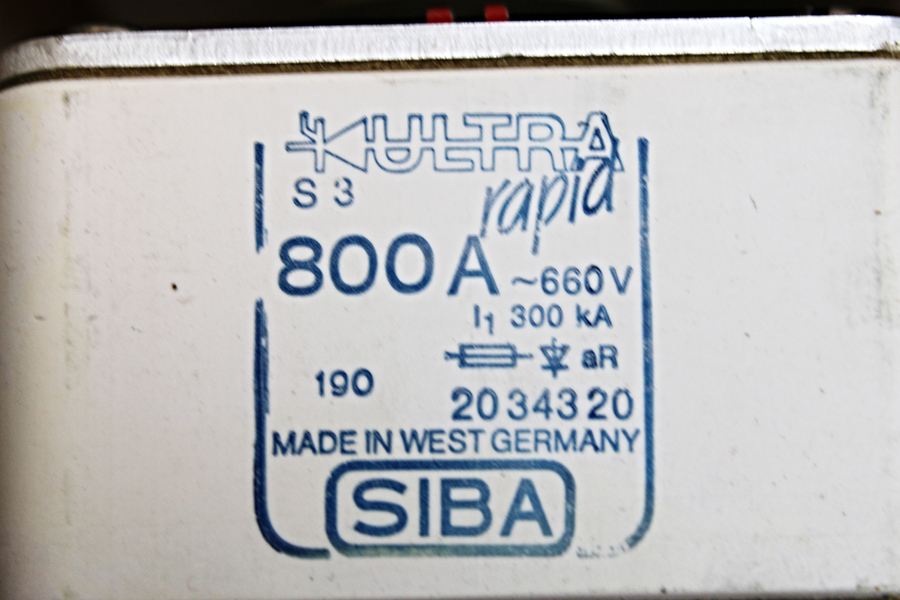 ULTRA
rapid
S 3
800 A ~660 V
I1 300 kA
aR
190
20 343 20
MADE IN WEST GERMANY
SIBA